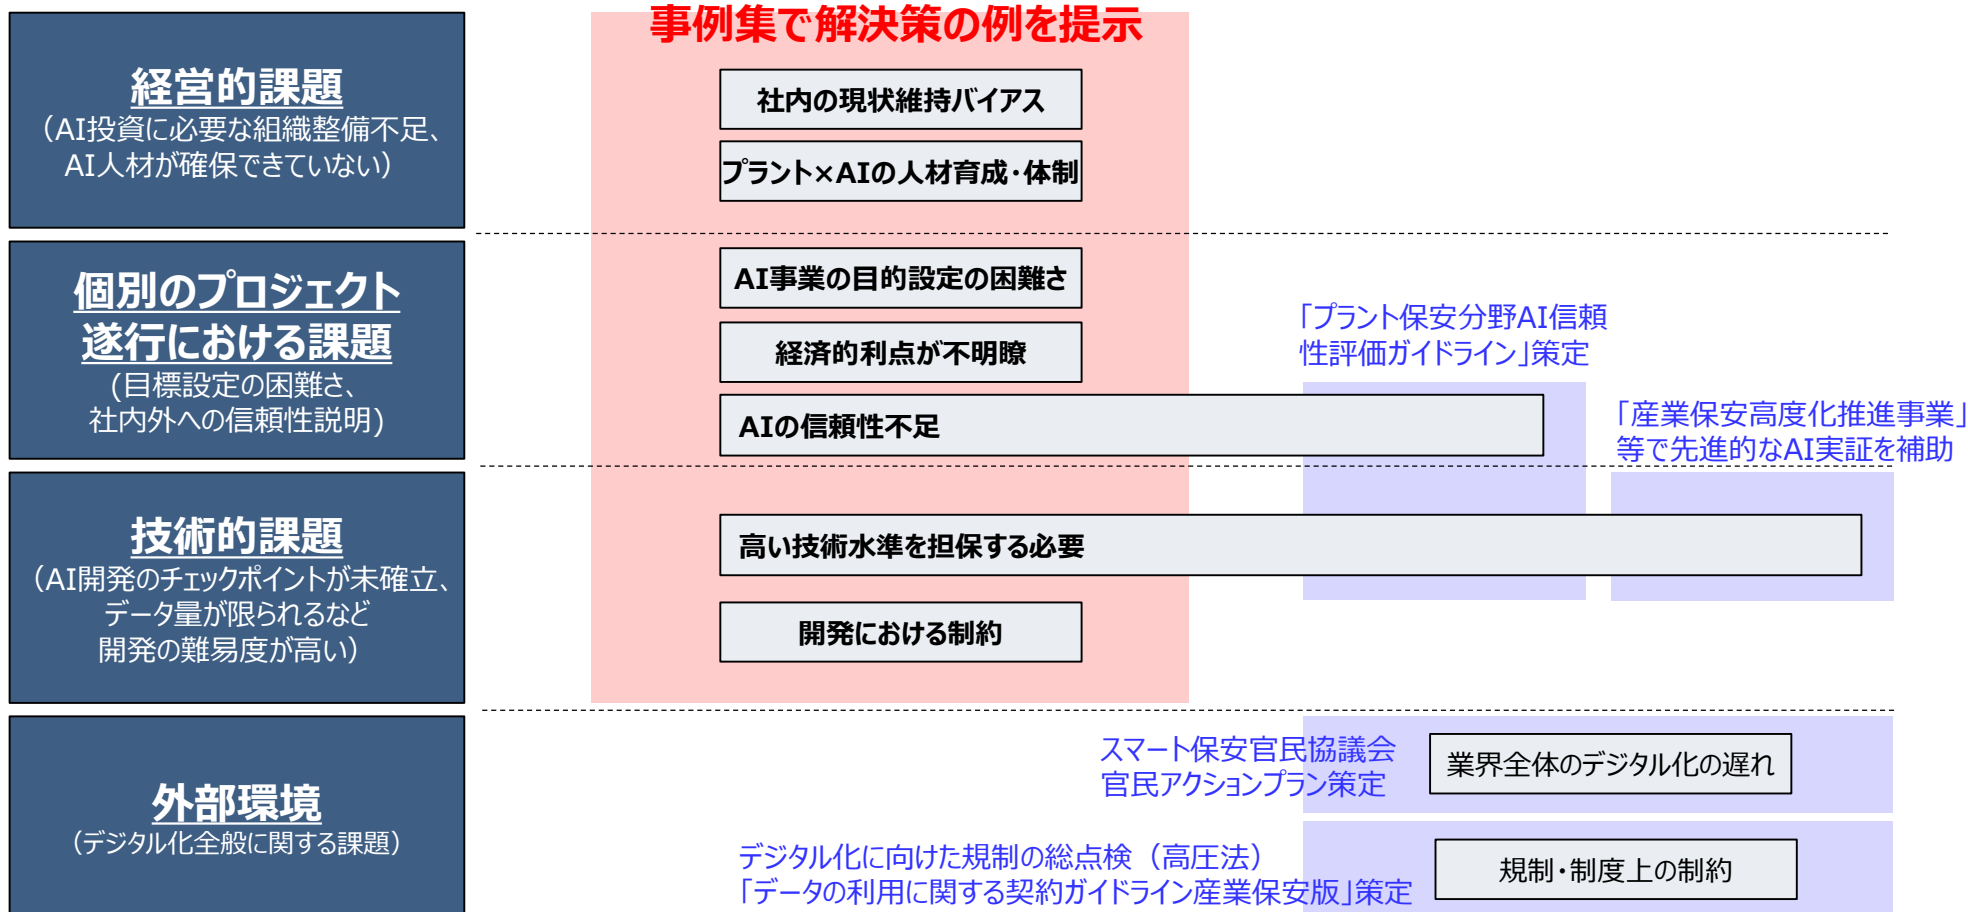 事例集で解決策の例を提示
経営的課題
（AI投資に必要な組織整備不足、
AI人材が確保できていない）
社内の現状維持バイアス
プラント×AIの人材育成・体制
個別のプロジェクト
遂行における課題
(目標設定の困難さ、
社内外への信頼性説明)
AI事業の目的設定の困難さ
経済的利点が不明瞭
AIの信頼性不足
「プラント保安分野AI信頼
性評価ガイドライン」策定
「産業保安高度化推進事業」
等で先進的なAI実証を補助
技術的課題
（AI開発のチェックポイントが未確立、
データ量が限られるなど
開発の難易度が高い）
高い技術水準を担保する必要
開発における制約
外部環境
（デジタル化全般に関する課題）
スマート保安官民協議会
官民アクションプラン策定
業界全体のデジタル化の遅れ
デジタル化に向けた規制の総点検（高圧法）
「データの利用に関する契約ガイドライン産業保安版」策定
規制・制度上の制約